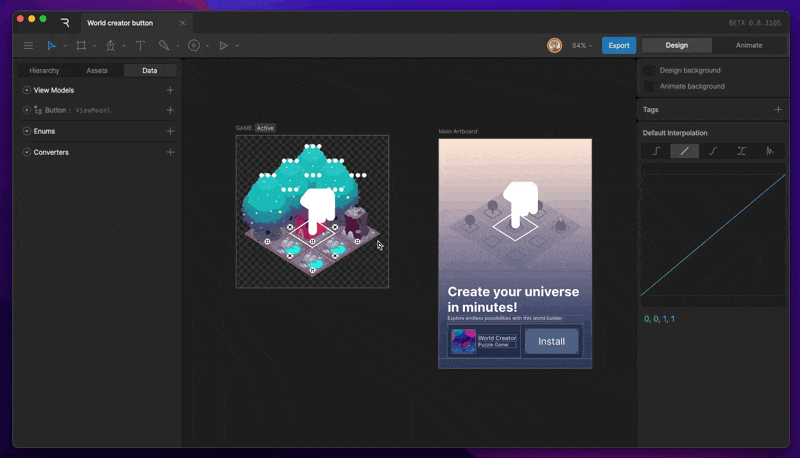 World creator button
BETA 0.8.3105
84%
Export
Design
Animate
Hierarchy
Assets
Data
View Models
Button : ViewModel
Enums
Converters
GAME
Active
Main Artboard
Create your universe
in minutes!
Explore endless possibilities with this world builder
World Creator
Puzzle Game
Install
Design background
Animate background
Tags
Default Interpolation
0, 0, 1, 1